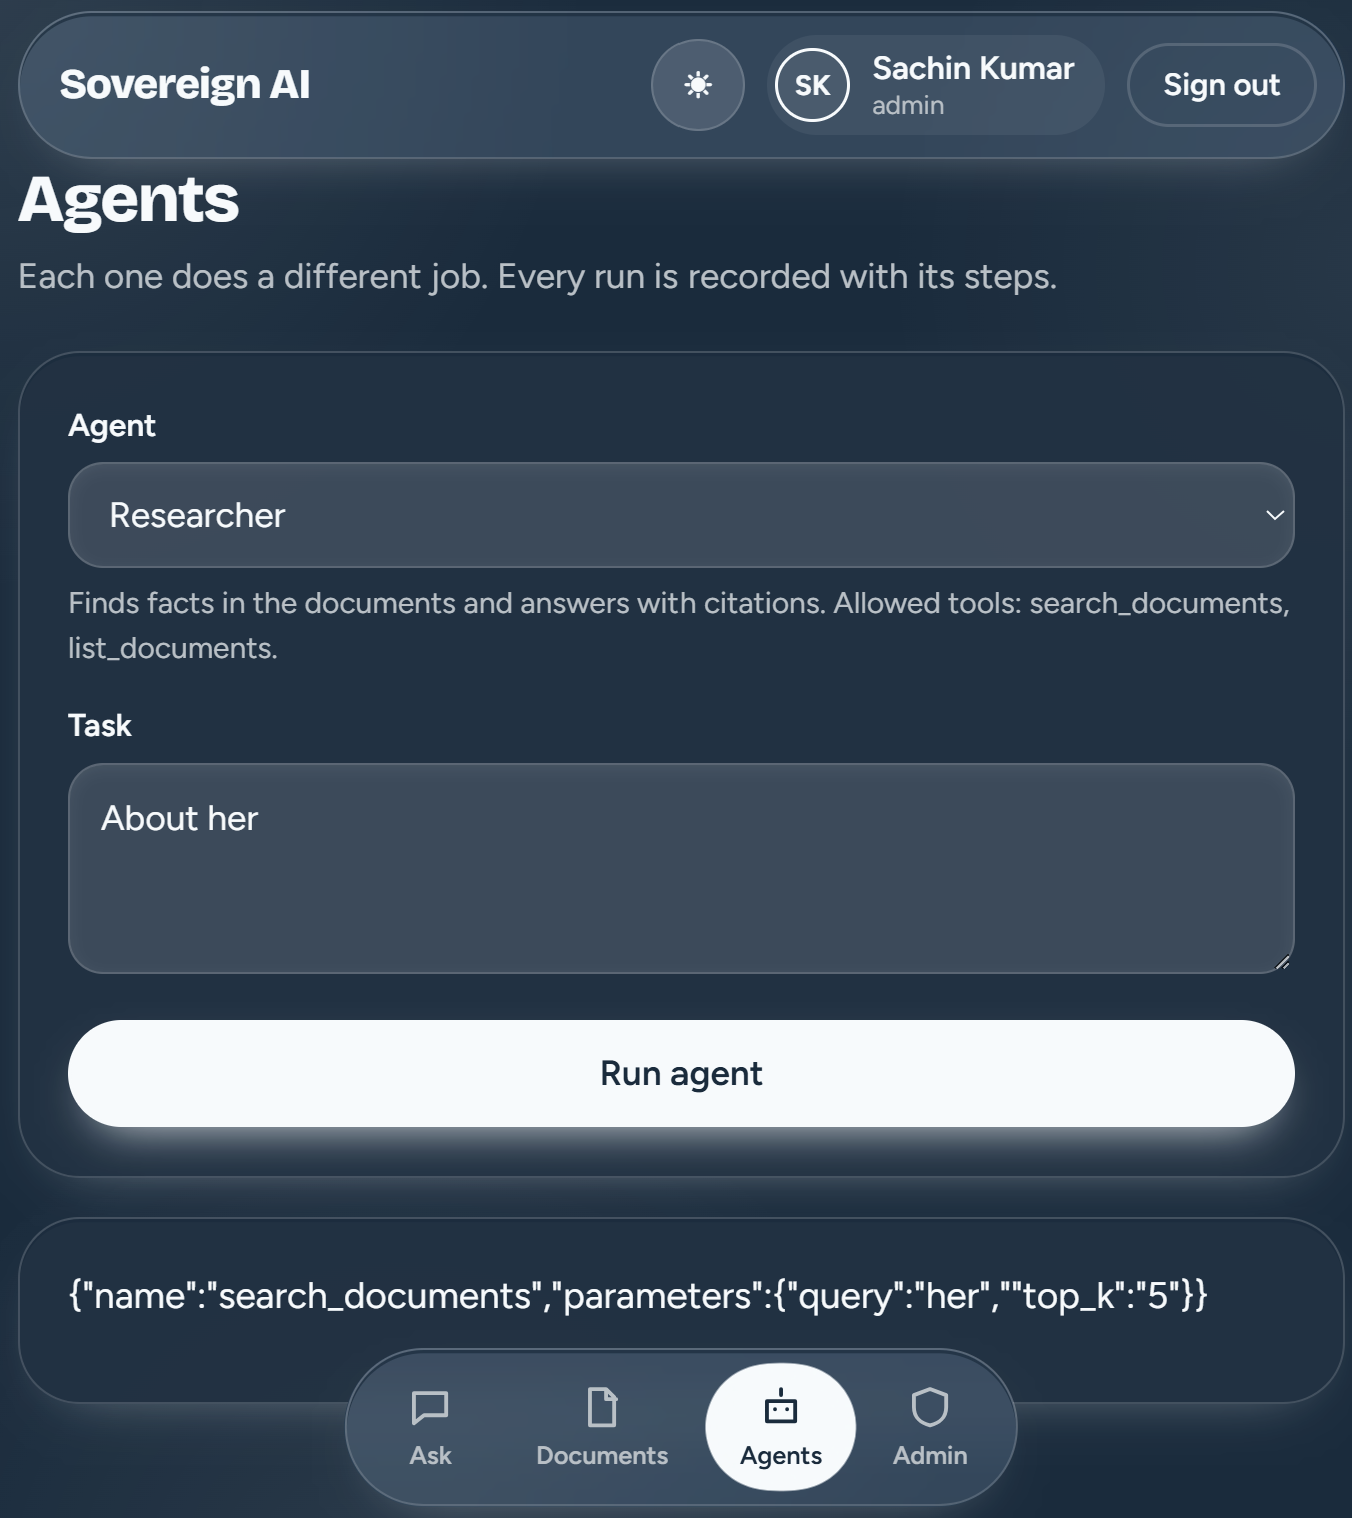 Sovereign AI
SK
Sachin Kumar
admin
Sign out
Agents
Each one does a different job. Every run is recorded with its steps.
Agent
Researcher
Finds facts in the documents and answers with citations. Allowed tools: search_documents,
list_documents.
Task
About her
Run agent
{"name":"search_documents","parameters":{"query":"her",""top_k":"5"}}
Ask
Documents
Agents
Admin